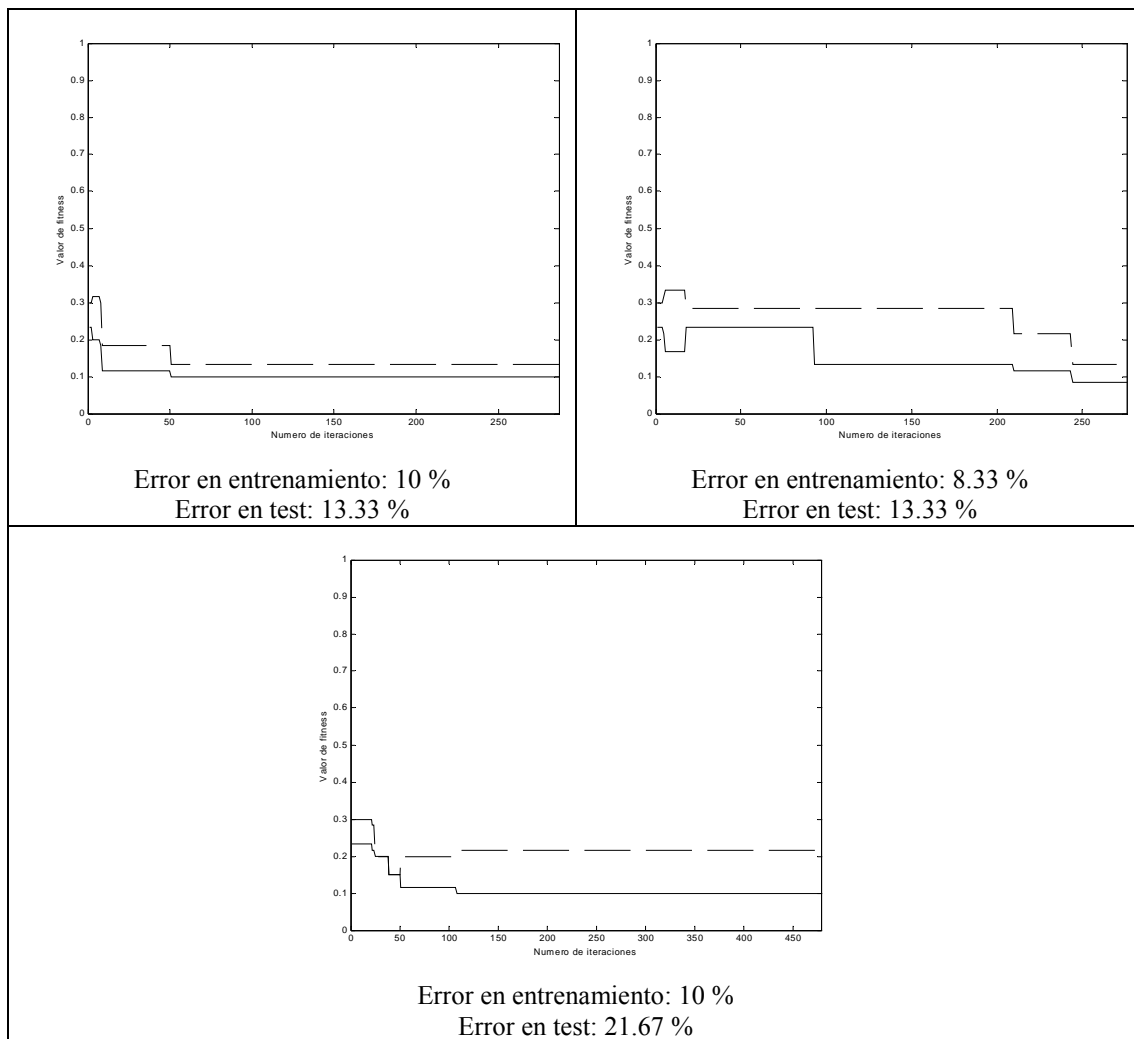 1
0.9
0.8
0.7
0.6
0.5
0.4
0.3
0.2
0.1
0
Valor de fitness
0 50 100 150 200 250
Numero de iteraciones
Error en entrenamiento: 10 %
Error en test: 13.33 %
1
0.9
0.8
0.7
0.6
0.5
0.4
0.3
0.2
0.1
0
Valor de fitness
0 50 100 150 200 250
Numero de iteraciones
Error en entrenamiento: 8.33 %
Error en test: 13.33 %
1
0.9
0.8
0.7
0.6
0.5
0.4
0.3
0.2
0.1
0
Valor de fitness
0 50 100 150 200 250 300 350 400 450
Numero de iteraciones
Error en entrenamiento: 10 %
Error en test: 21.67 %